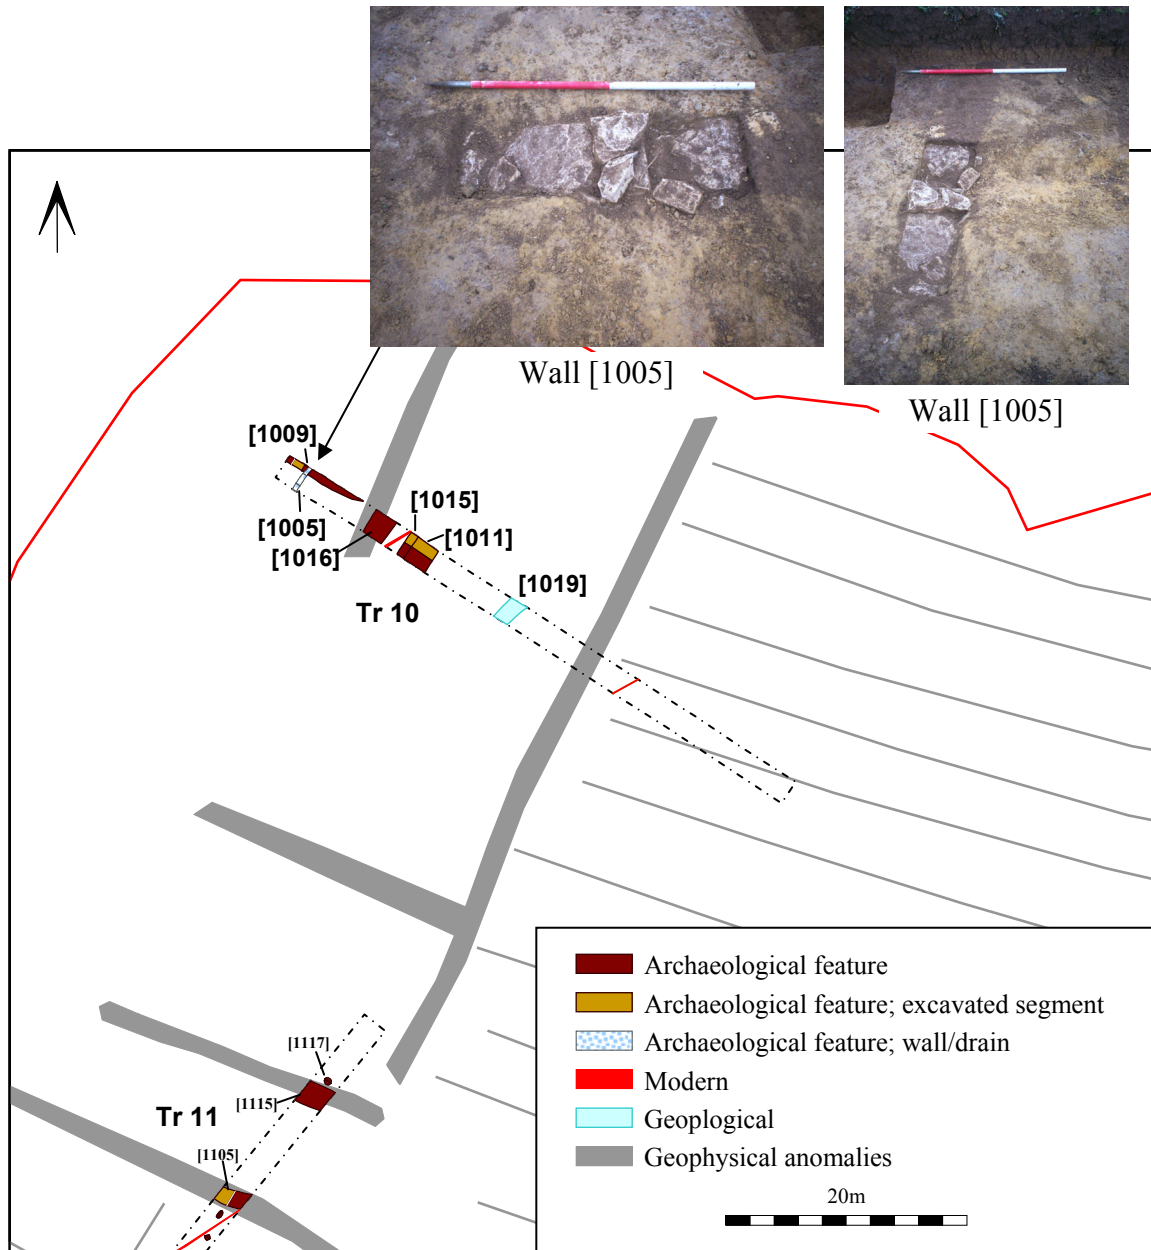 Wall [1005]
Wall [1005]
[1009]
[1005]
[1016]
[1015]
[1011]
[1019]
Tr 10
[1117]
[1115]
Tr 11
[1105]
Archaeological feature
Archaeological feature; excavated segment
Archaeological feature; wall/drain
Modern
Geoplogical
Geophysical anomalies
20m